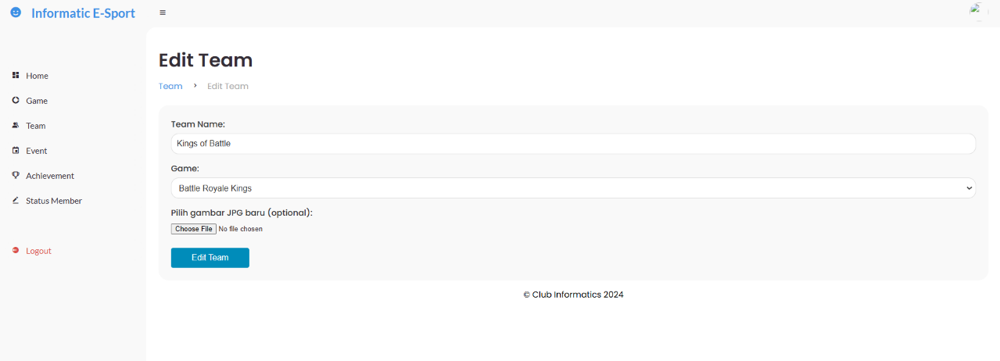 Informatic E-Sport
Home
Game
Team
Event
Achievement
Status Member
Logout
Edit Team
Team > Edit Team
Team Name:
Kings of Battle
Game:
Battle Royale Kings
Pilih gambar JPG baru (optional):
Choose File No file chosen
Edit Team
© Club Informatics 2024